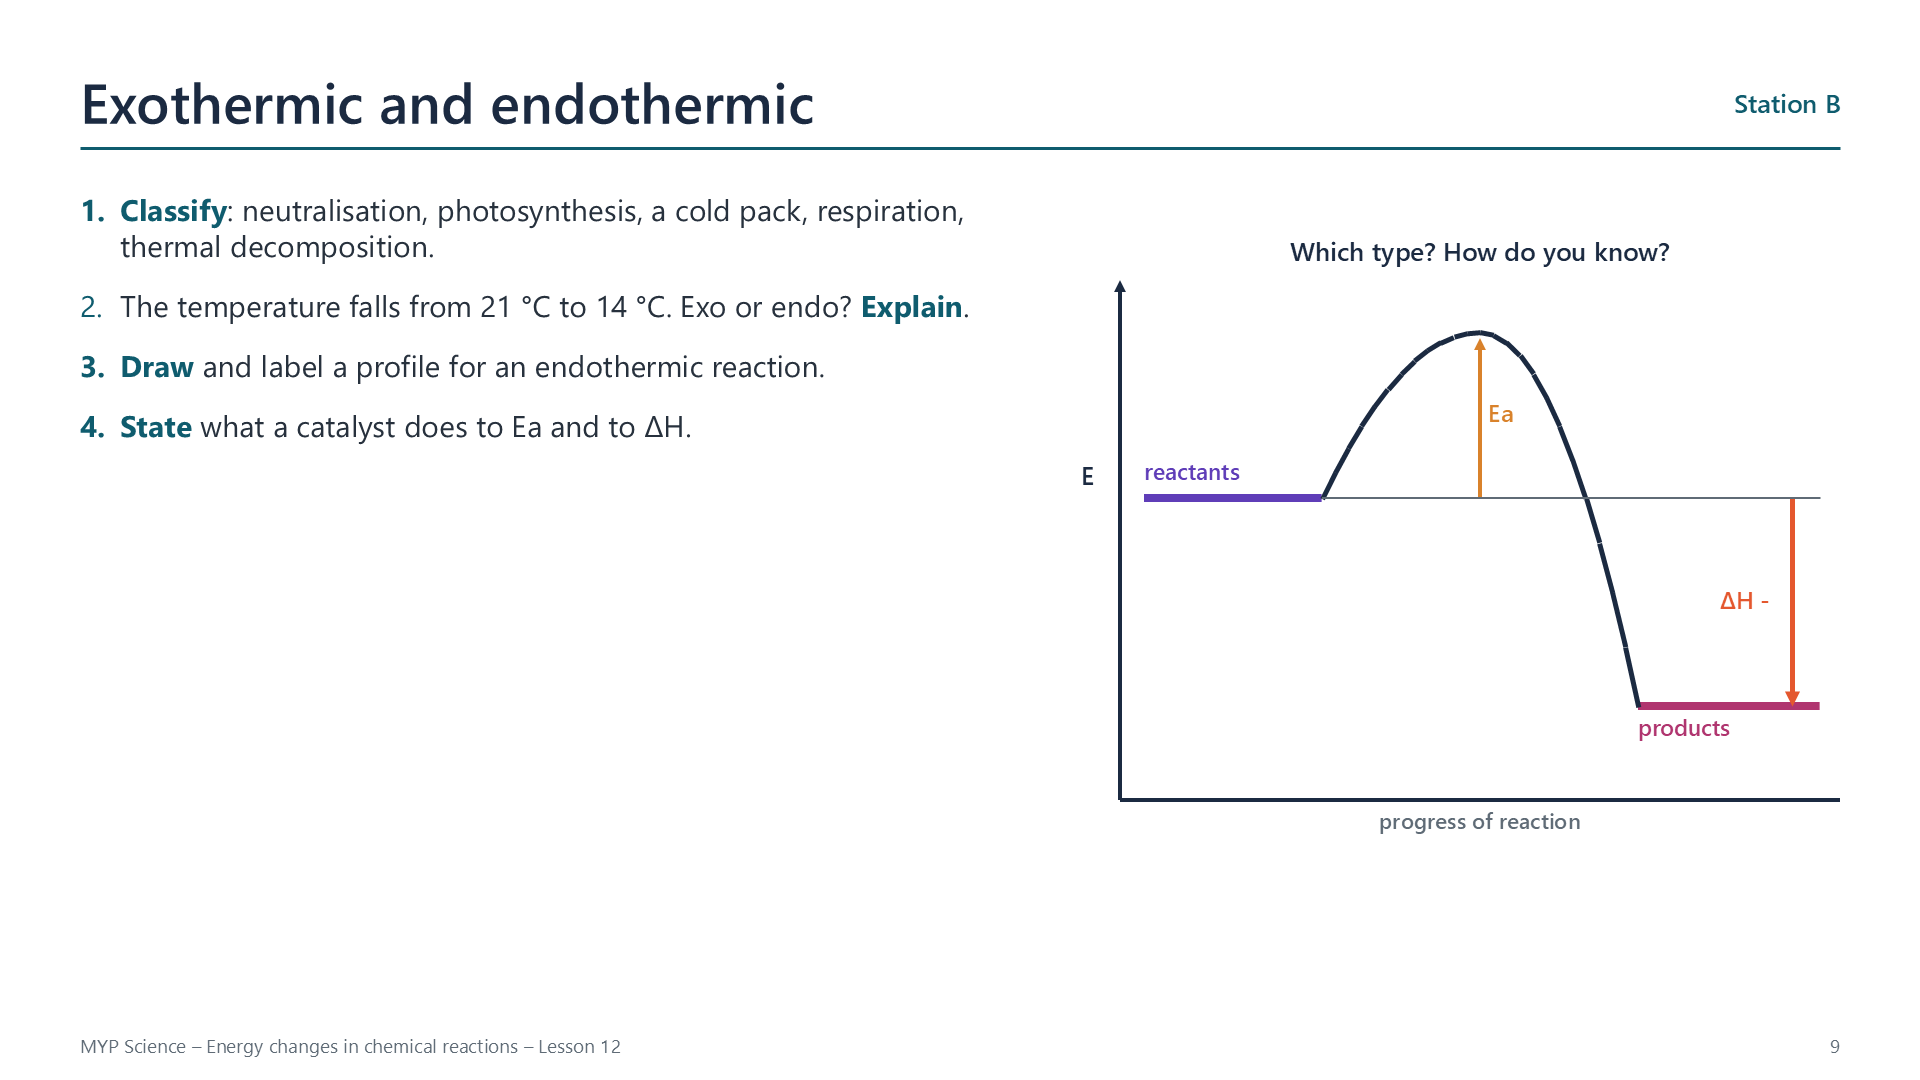 Exothermic and endothermic
Station B
1. Classify: neutralisation, photosynthesis, a cold pack, respiration,
thermal decomposition.
2. The temperature falls from 21 °C to 14 °C. Exo or endo? Explain.
3. Draw and label a profile for an endothermic reaction.
4. State what a catalyst does to Ea and to ΔH.
Which type? How do you know?
Ea
E
reactants
ΔH -
products
progress of reaction
MYP Science – Energy changes in chemical reactions – Lesson 12
9